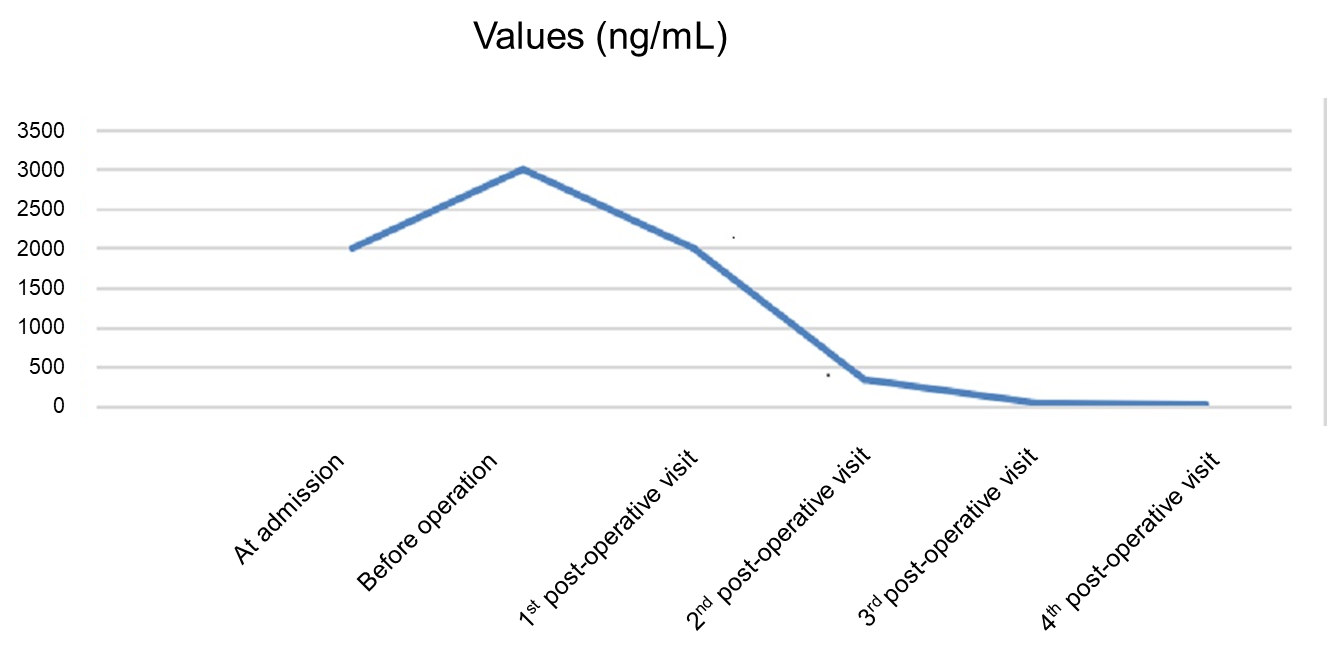 Values (ng/mL)
3500
3000
2500
2000
1500
1000
500
0
At admission
Before operation
1st post-operative visit
2nd post-operative visit
3rd post-operative visit
4th post-operative visit